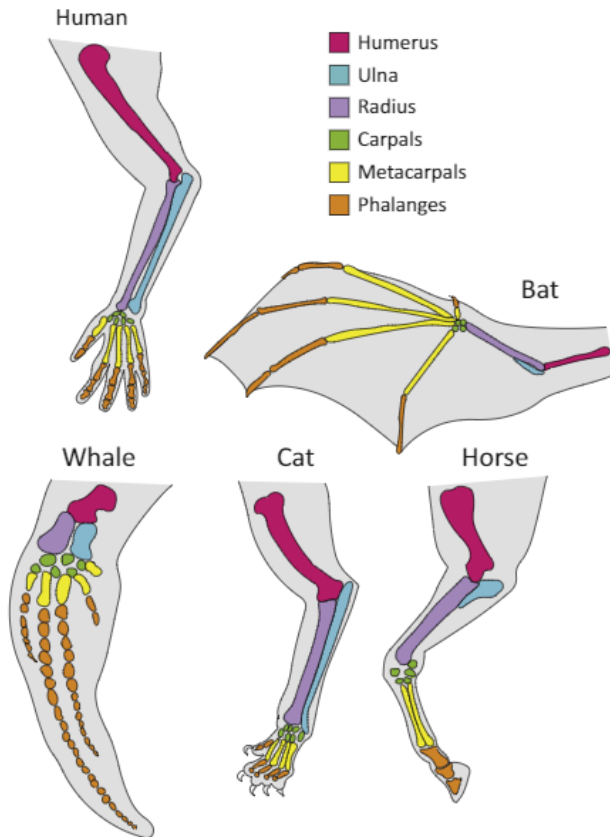 Human
Humerus
Ulna
Radius
Carpals
Metacarpals
Phalanges
Bat
Whale
Cat
Horse